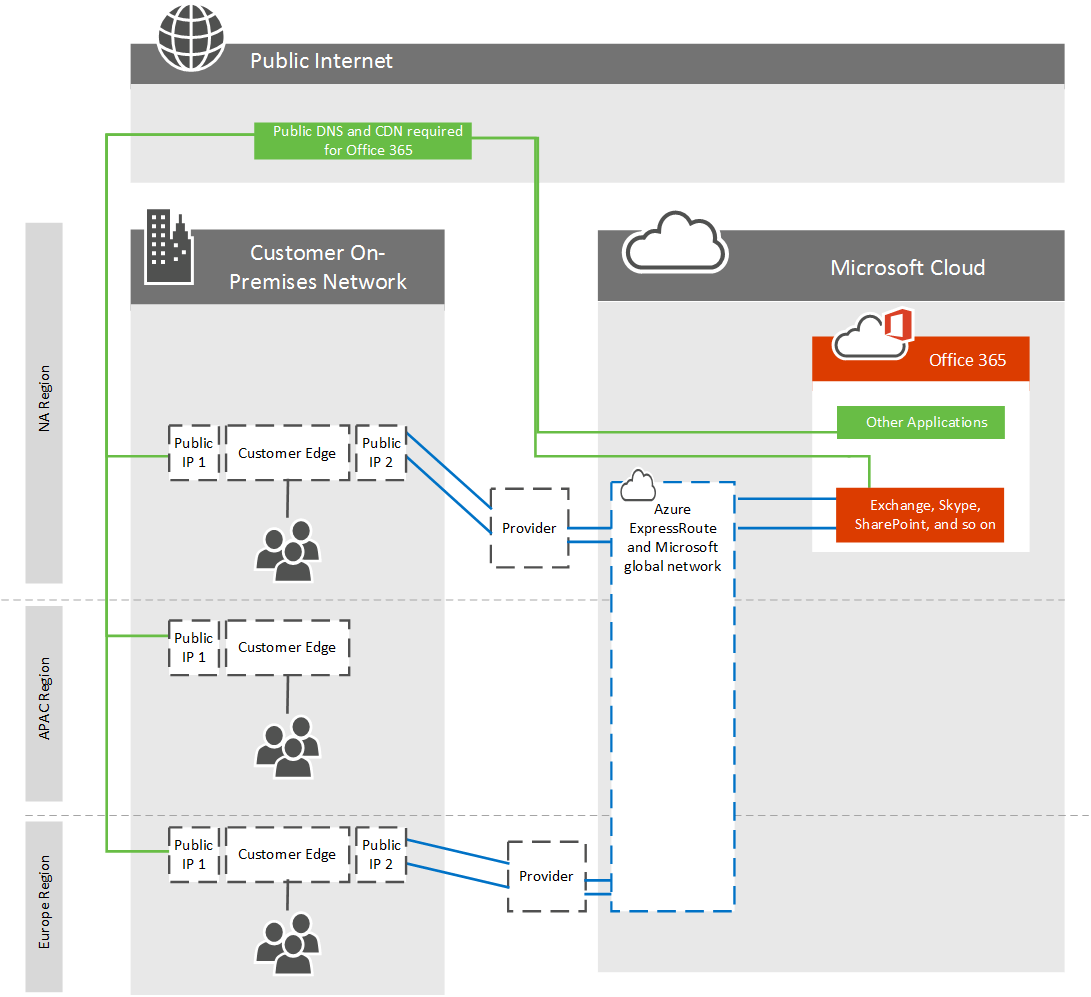 Public Internet
Public DNS and CDN required
for Office 365
Customer On-
Premises Network
Microsoft Cloud
Office 365
Other Applications
Exchange, Skype,
SharePoint, and so on
NA Region
Public
IP 1
Customer Edge
Public
IP 2
Provider
Azure
ExpressRoute
and Microsoft
global network
APAC Region
Public
IP 1
Customer Edge
Europe Region
Public
IP 1
Customer Edge
Public
IP 2
Provider